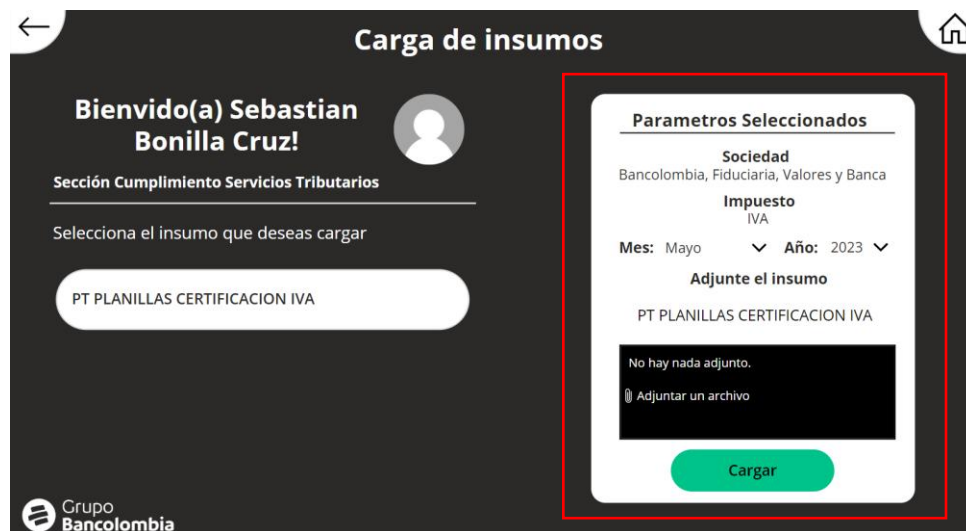 Carga de insumos
Bienvido(a) Sebastian
Bonilla Cruz!
Sección Cumplimiento Servicios Tributarios
Selecciona el insumo que deseas cargar
PT PLANILLAS CERTIFICACION IVA
Parametros Seleccionados
Sociedad
Bancolombia, Fiduciaria, Valores y Banca
Impuesto
IVA
Mes: Mayo Año: 2023
Adjunte el insumo
PT PLANILLAS CERTIFICACION IVA
No hay nada adjunto.
Adjuntar un archivo
Cargar
Grupo
Bancolombia